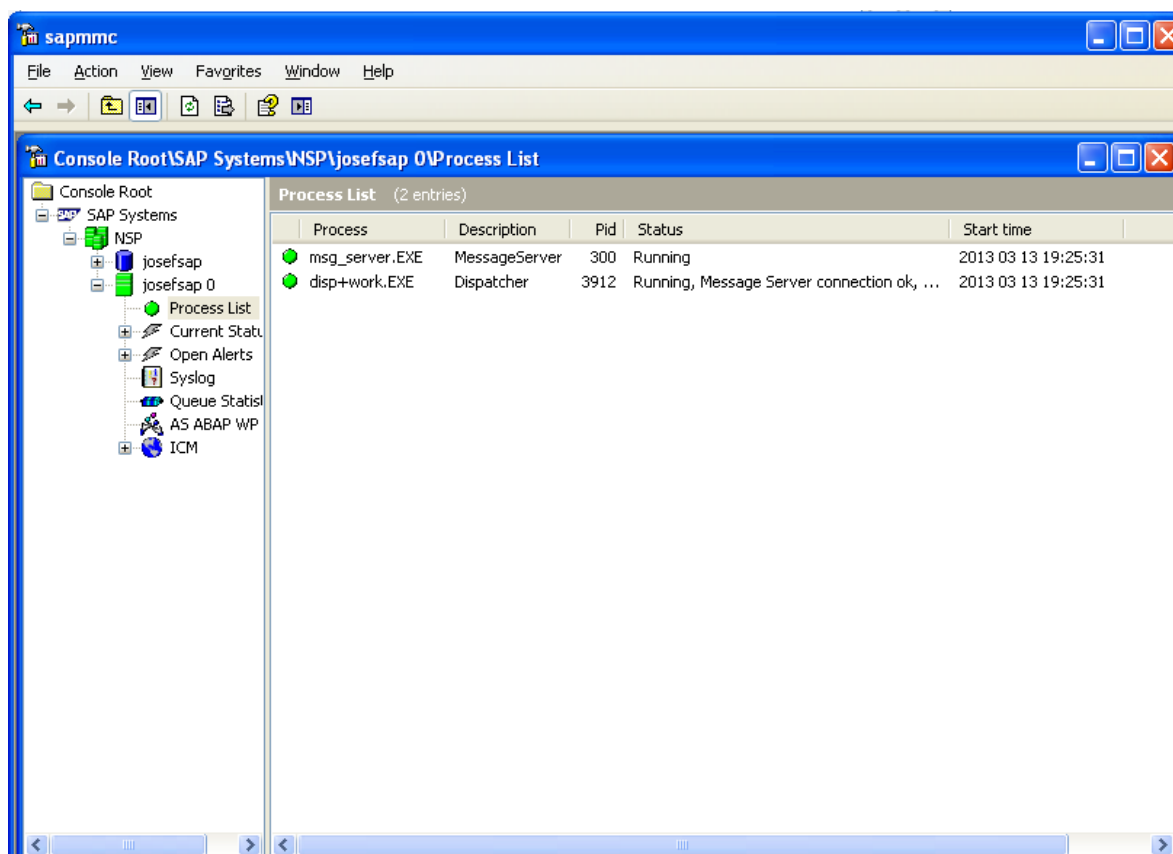 sapmmc
File Action View Favorites Window Help
Console Root\SAP Systems\NSP\josefsap 0\Process List
Console Root
SAP Systems
NSP
josefsap
josefsap 0
Process List
Current Statu
Open Alerts
Syslog
Queue Statist
AS ABAP WP
ICM
Process List (2 entries)
Process Description Pid Status Start time
msg_server.EXE MessageServer 300 Running 2013 03 13 19:25:31
disp+work.EXE Dispatcher 3912 Running, Message Server connection ok, ... 2013 03 13 19:25:31